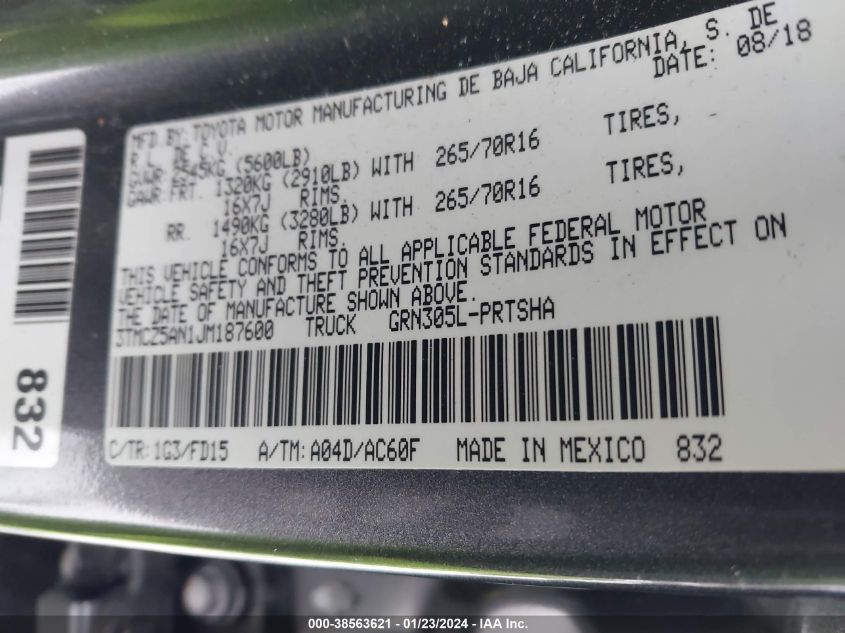 MFD.BY:TOYOTA MOTOR MANUFACTURING DE BAJA CALIFORNIA, S. DE
R.L. DE C.V. DATE: 08/18
GVWR:2545KG (5600LB)
GAWR:FRT. 1320KG (2910LB) WITH 265/70R16 TIRES,
16X7J RIMS.
RR. 1490KG (3280LB) WITH 265/70R16 TIRES,
16X7J RIMS.
THIS VEHICLE CONFORMS TO ALL APPLICABLE FEDERAL MOTOR
VEHICLE SAFETY AND THEFT PREVENTION STANDARDS IN EFFECT ON
THE DATE OF MANUFACTURE SHOWN ABOVE.
3TMCZ5AN1JM187600 TRUCK GRN305L-PRTSHA
C/TR:1G3/FD15 A/TM:A04D/AC60F MADE IN MEXICO 832
832
000-38563621 - 01/23/2024 - IAA Inc.